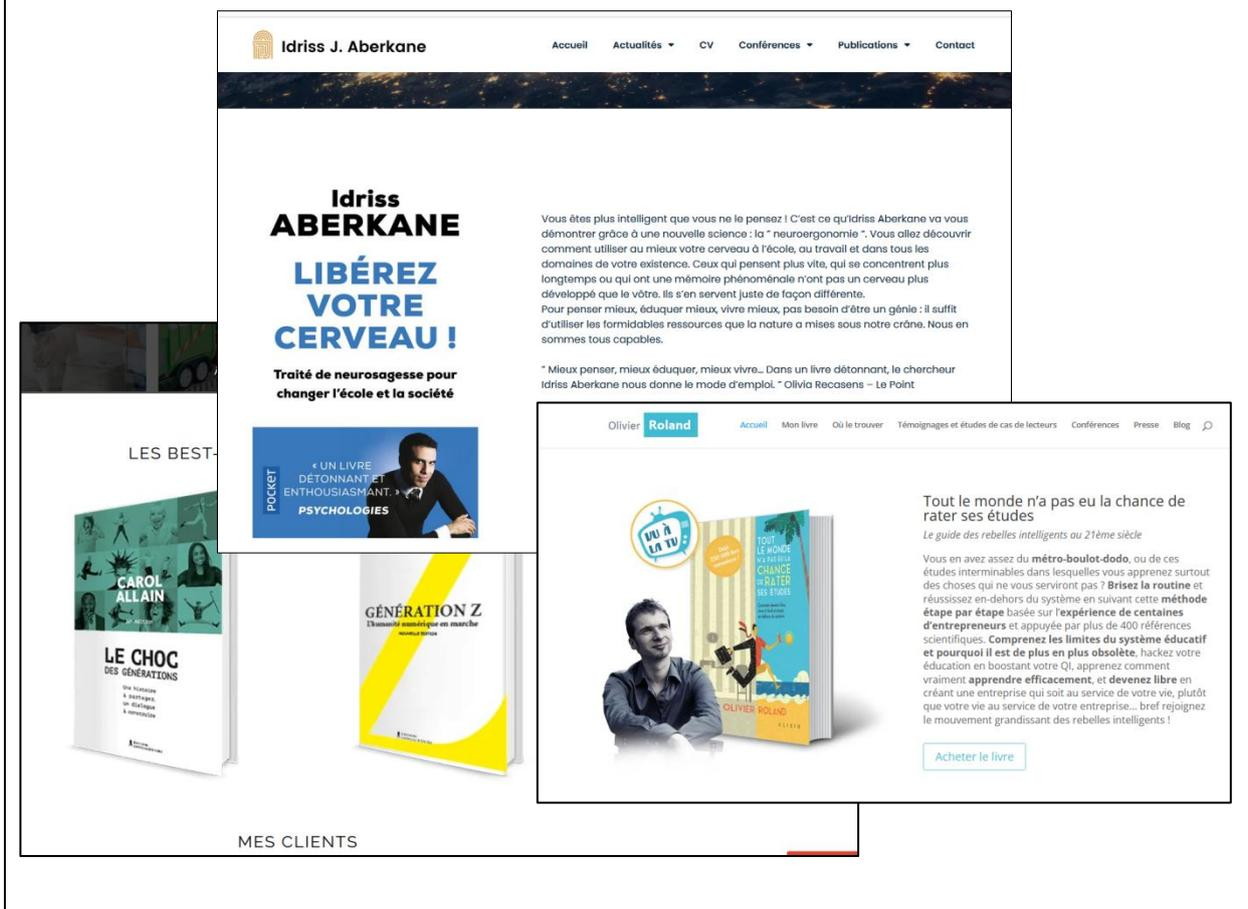 Idriss J. Aberkane
Accueil Actualités CV Conférences Publications Contact
Idriss
ABERKANE
LIBÉREZ
VOTRE
CERVEAU !
Traité de neurosagesse pour
changer l'école et la société
POCKET
« UN LIVRE
DÉTONNANT ET
ENTHOUSIASMANT. »
PSYCHOLOGIES
Vous êtes plus intelligent que vous ne le pensez ! C'est ce qu'Idriss Aberkane va vous
démontrer grâce à une nouvelle science : la " neuroergonomie ". Vous allez découvrir
comment utiliser au mieux votre cerveau à l'école, au travail et dans tous les
domaines de votre existence. Ceux qui pensent plus vite, qui se concentrent plus
longtemps ou qui ont une mémoire phénoménale n'ont pas un cerveau plus
développé que le vôtre. Ils s'en servent juste de façon différente.
Pour penser mieux, éduquer mieux, vivre mieux, pas besoin d'être un génie : il suffit
d'utiliser les formidables ressources que la nature a mises sous notre crâne. Nous en
sommes tous capables.
" Mieux penser, mieux éduquer, mieux vivre... Dans un livre détonnant, le chercheur
Idriss Aberkane nous donne le mode d'emploi. " Olivia Recasens – Le Point
LES BEST-
CAROL
ALLAIN
LE CHOC
DES GÉNÉRATIONS
Une histoire
à partager,
un dialogue
à construire
GÉNÉRATION Z
L'humanité numérique en marche
NOUVELLE ÉDITION
MES CLIENTS
Olivier Roland
Accueil Mon livre Où le trouver Témoignages et études de cas de lecteurs Conférences Presse Blog
VU À
LA TV
TOUT
LE MONDE
N'A PAS EU LA
CHANCE
DE RATER
SES ÉTUDES
OLIVIER ROLAND
Tout le monde n'a pas eu la chance de
rater ses études
Le guide des rebelles intelligents au 21ème siècle
Vous en avez assez du métro-boulot-dodo, ou de ces
études interminables dans lesquelles vous apprenez surtout
des choses qui ne vous serviront pas ? Brisez la routine et
réussissez en-dehors du système en suivant cette méthode
étape par étape basée sur l'expérience de centaines
d'entrepreneurs et appuyée par plus de 400 références
scientifiques. Comprenez les limites du système éducatif
et pourquoi il est de plus en plus obsolète, hackez votre
éducation en boostant votre QI, apprenez comment
vraiment apprendre efficacement, et devenez libre en
créant une entreprise qui soit au service de votre vie, plutôt
que votre vie au service de votre entreprise... bref rejoignez
le mouvement grandissant des rebelles intelligents !
Acheter le livre